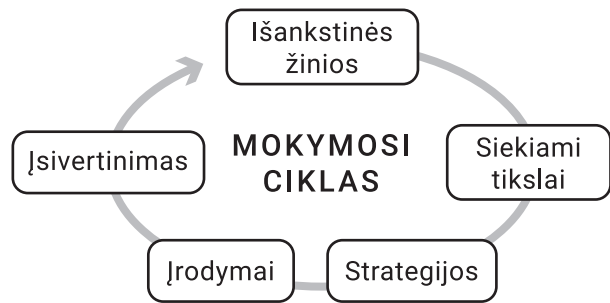 Išankstinės
žinios
Siekiami
tikslai
Strategijos
Įrodymai
Įsivertinimas
MOKYMOSI
CIKLAS